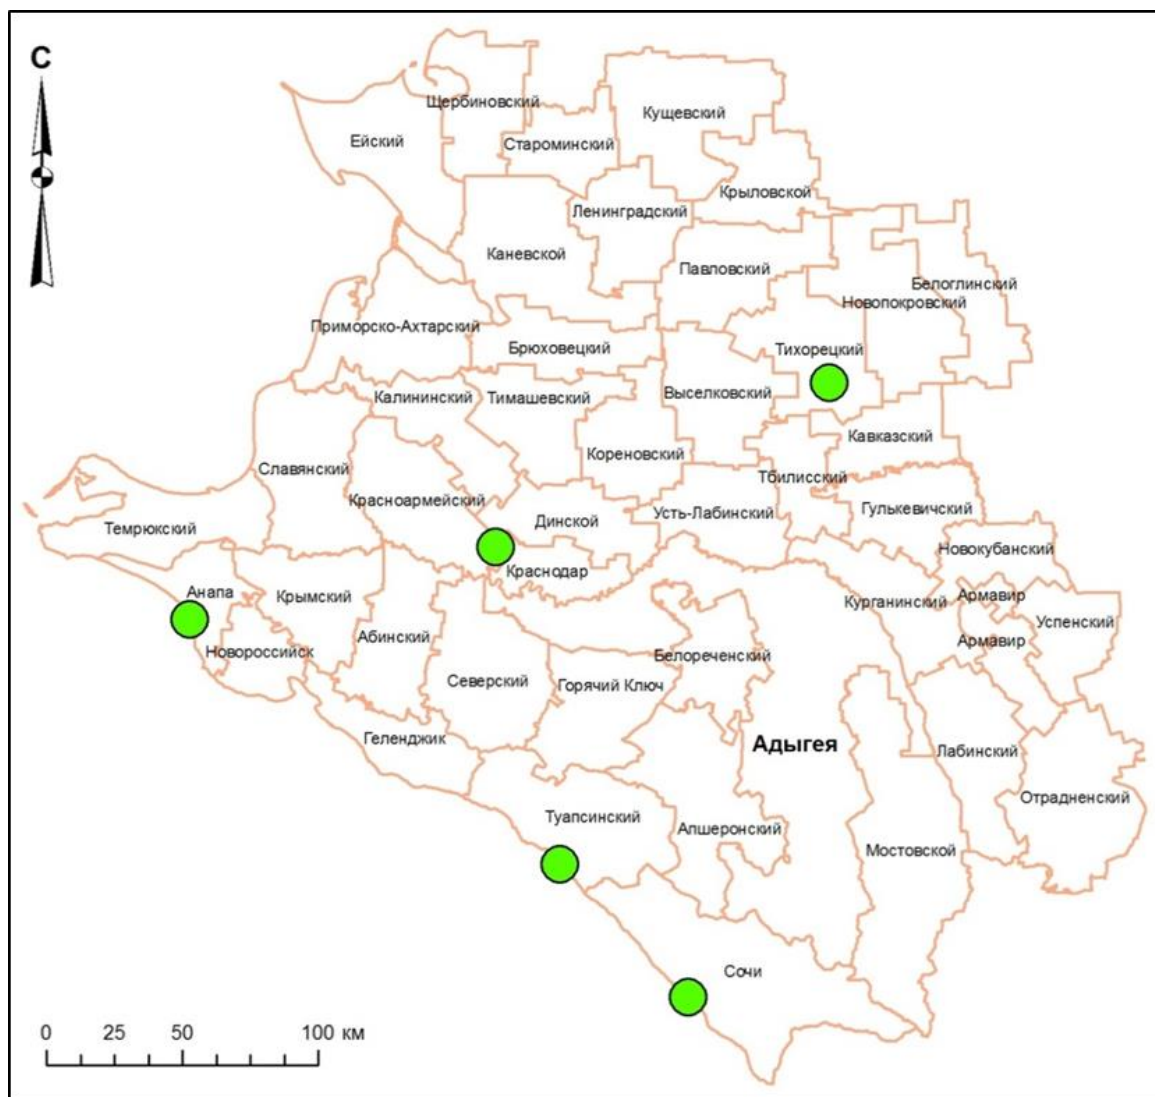 С
Щербиновский
Кущевский
Ейский
Староминский
Крыловской
Ленинградский
Каневской
Павловский
Белоглинский
Новопокровский
Приморско-Ахтарский
Брюховецкий
Тихорецкий
Калининский
Тимашевский
Выселковский
Кавказский
Кореновский
Славянский
Тбилисский
Красноармейский
Гулькевичский
Усть-Лабинский
Динской
Темрюкский
Новокубанский
Краснодар
Анапа
Крымский
Курганинский
Армавир
Успенский
Абинский
Армавир
Новороссийск
Белореченский
Северский
Горячий Ключ
Геленджик
Адыгея
Лабинский
Отрадненский
Туапсинский
Апшеронский
Мостовской
Сочи
0 25 50 100 км